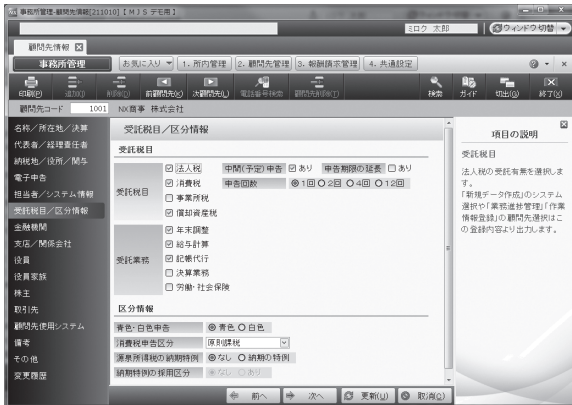 事務所管理-顧問先情報[211010]【ＭＪＳ デモ用】
ミロク 太郎
ウィンドウ切替
顧問先情報
事務所管理
お気に入り
1. 所内管理
2. 顧問先管理
3. 報酬請求管理
4. 共通設定
印刷(P)
追加(I)
削除(D)
前顧問先(K)
次顧問先(L)
電話番号検索
顧問先削除(T)
検索
ガイド
切出(G)
終了(X)
顧問先コード 1001 NX商事 株式会社
名称／所在地／決算
代表者／経理責任者
納税地／役所／関与
電子申告
担当者／システム情報
受託税目／区分情報
金融機関
支店／関係会社
役員
役員家族
株主
取引先
顧問先使用システム
備考
その他
変更履歴
受託税目／区分情報
受託税目
受託税目
法人税 中間(予定)申告 あり 申告期限の延長 あり
消費税 申告回数 1回 2回 4回 12回
事業所税
償却資産税
受託業務
年末調整
給与計算
記帳代行
決算業務
労働・社会保険
区分情報
青色・白色申告 青色 白色
消費税申告区分 原則課税
源泉所得税の納期特例 なし 納期の特例
納期特例の採用区分 なし あり
前へ
次へ
更新(U)
取消(C)
項目の説明
受託税目
法人税の受託有無を選択しま
す。
「新規データ作成」のシステム
選択や「業務進捗管理」「作業
情報登録」の顧問先選択はこ
の登録内容より出力します。